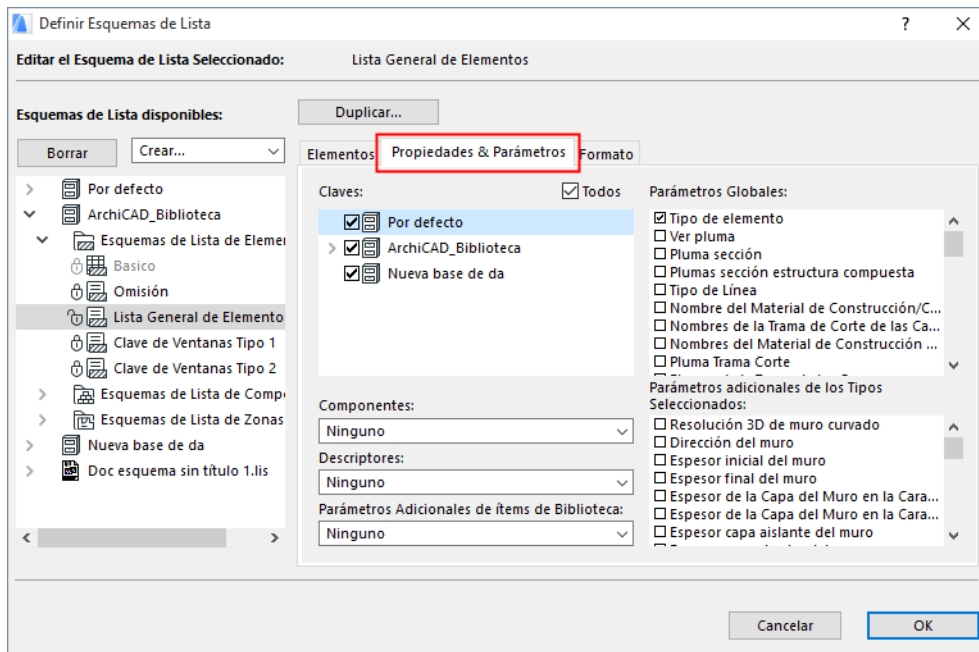 Definir Esquemas de Lista
?
Editar el Esquema de Lista Seleccionado:
Lista General de Elementos
Esquemas de Lista disponibles:
Duplicar...
Borrar
Crear...
Por defecto
ArchiCAD_Biblioteca
Esquemas de Lista de Elemen
Basico
Omisión
Lista General de Elemento
Clave de Ventanas Tipo 1
Clave de Ventanas Tipo 2
Esquemas de Lista de Comp
Esquemas de Lista de Zonas
Nueva base de da
Doc esquema sin título 1.lis
Elementos
Propiedades & Parámetros
Formato
Claves:
Todos
Por defecto
ArchiCAD_Biblioteca
Nueva base de da
Componentes:
Ninguno
Descriptores:
Ninguno
Parámetros Adicionales de ítems de Biblioteca:
Ninguno
Parámetros Globales:
Tipo de elemento
Ver pluma
Pluma sección
Plumas sección estructura compuesta
Tipo de Línea
Nombre del Material de Construcción/C...
Nombres de la Trama de Corte de las Ca...
Nombres del Material de Construcción ...
Pluma Trama Corte
Parámetros adicionales de los Tipos
Seleccionados:
Resolución 3D de muro curvado
Dirección del muro
Espesor inicial del muro
Espesor final del muro
Espesor de la Capa del Muro en la Cara...
Espesor de la Capa del Muro en la Cara...
Espesor capa aislante del muro
Cancelar
OK